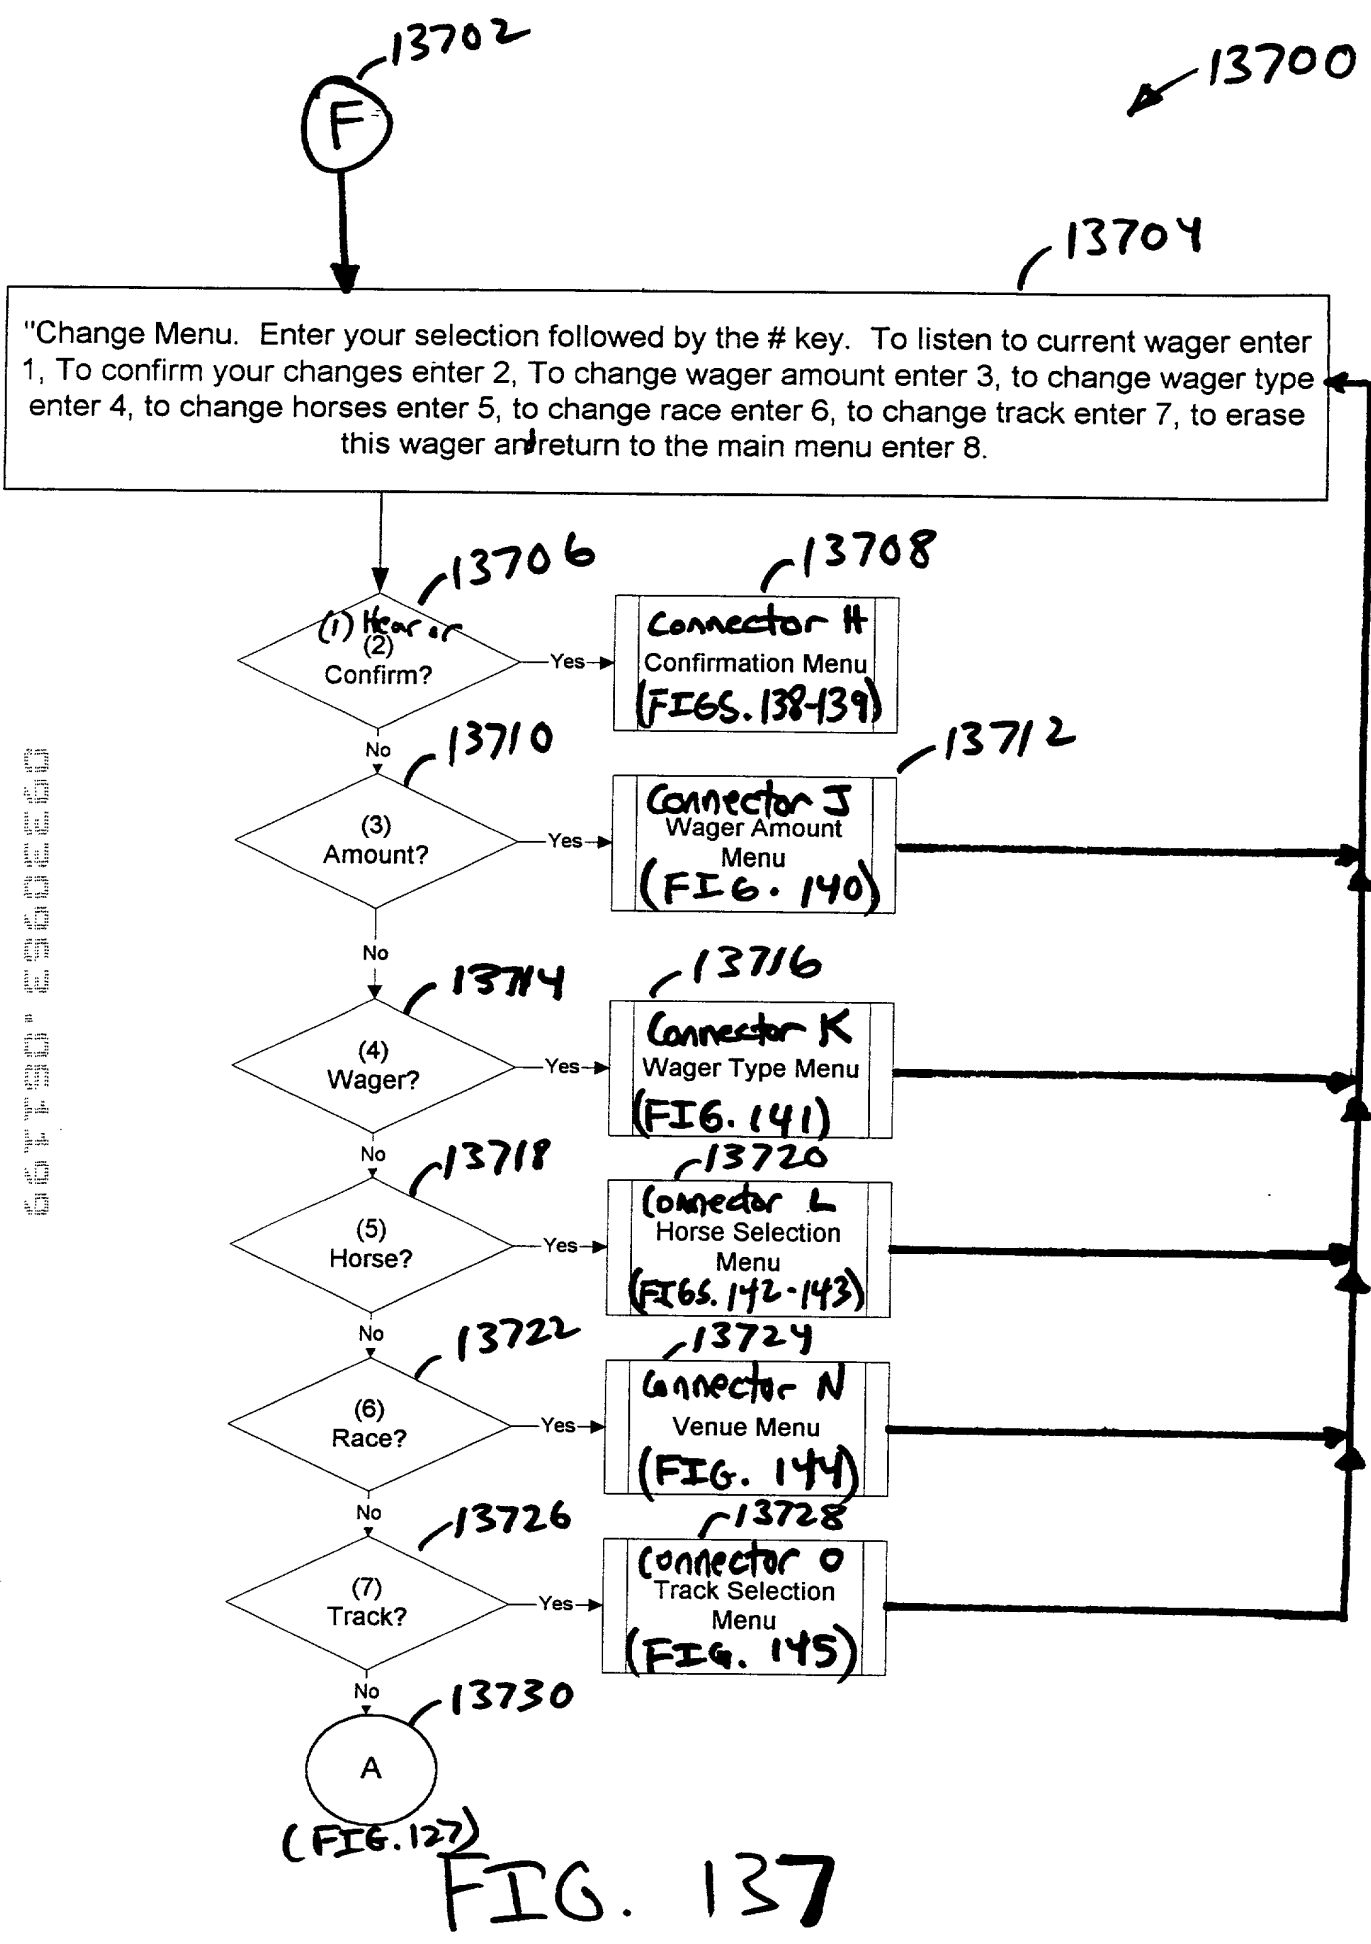 13702
13700
F
13704
"Change Menu. Enter your selection followed by the # key. To listen to current wager enter
1, To confirm your changes enter 2, To change wager amount enter 3, to change wager type
enter 4, to change horses enter 5, to change race enter 6, to change track enter 7, to erase
this wager and return to the main menu enter 8.
13706
13708
(1) Hear or
(2)
Confirm?
Yes
Connector H
Confirmation Menu
(FIGS. 138-139)
No
13710
13712
(3)
Amount?
Yes
Connector J
Wager Amount
Menu
(FIG. 140)
No
13714
13716
(4)
Wager?
Yes
Connector K
Wager Type Menu
(FIG. 141)
No
13718
13720
(5)
Horse?
Yes
Connector L
Horse Selection
Menu
(FIGS. 142-143)
No
13722
13724
(6)
Race?
Yes
Connector N
Venue Menu
(FIG. 144)
No
13726
13728
(7)
Track?
Yes
Connector O
Track Selection
Menu
(FIG. 145)
No
13730
A
(FIG. 127)
FIG. 137